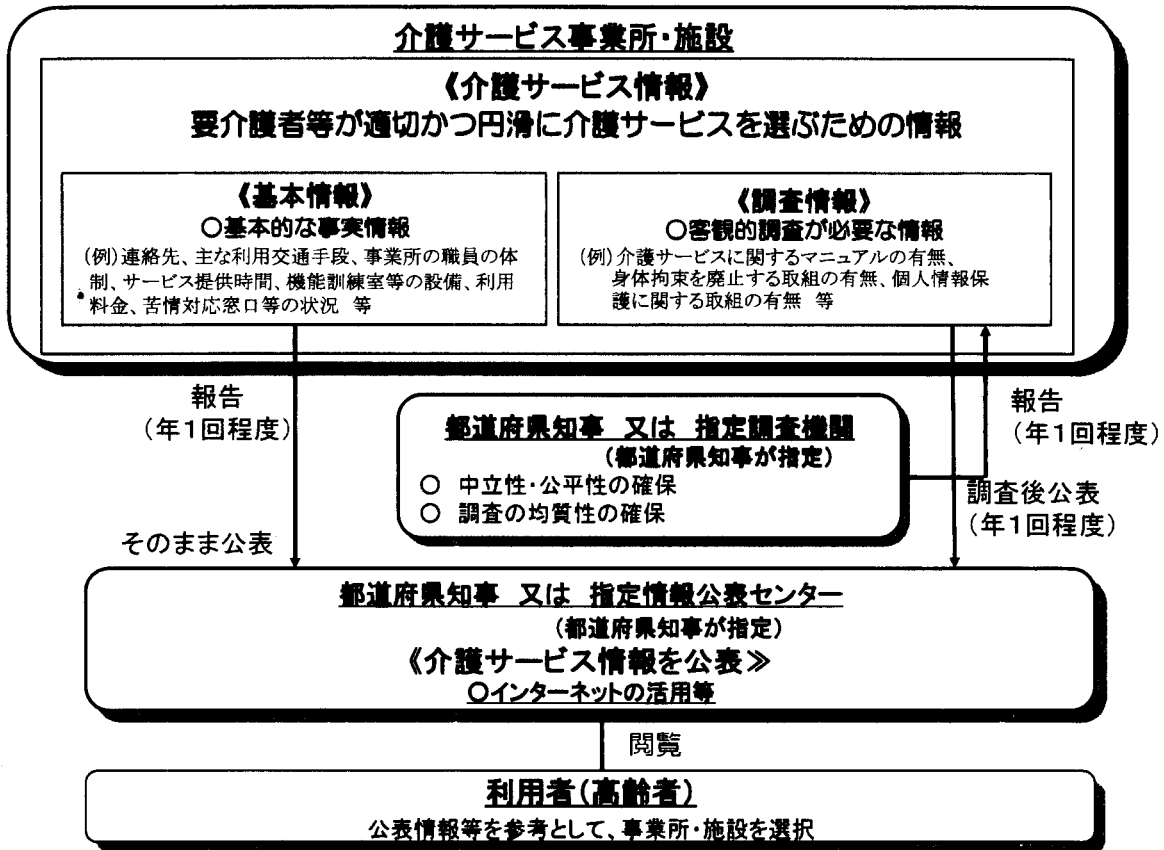 介護サービス事業所・施設
《介護サービス情報》
要介護者等が適切かつ円滑に介護サービスを選ぶための情報
《基本情報》
○基本的な事実情報
(例)連絡先、主な利用交通手段、事業所の職員の体
制、サービス提供時間、機能訓練室等の設備、利用
料金、苦情対応窓口等の状況 等
《調査情報》
○客観的調査が必要な情報
(例)介護サービスに関するマニュアルの有無、
身体拘束を廃止する取組の有無、個人情報保
護に関する取組の有無 等
報告
(年1回程度)
都道府県知事 又は 指定調査機関
(都道府県知事が指定)
○ 中立性・公平性の確保
○ 調査の均質性の確保
報告
(年1回程度)
調査後公表
(年1回程度)
そのまま公表
都道府県知事 又は 指定情報公表センター
(都道府県知事が指定)
《介護サービス情報を公表≫
○インターネットの活用等
閲覧
利用者(高齢者)
公表情報等を参考として、事業所・施設を選択